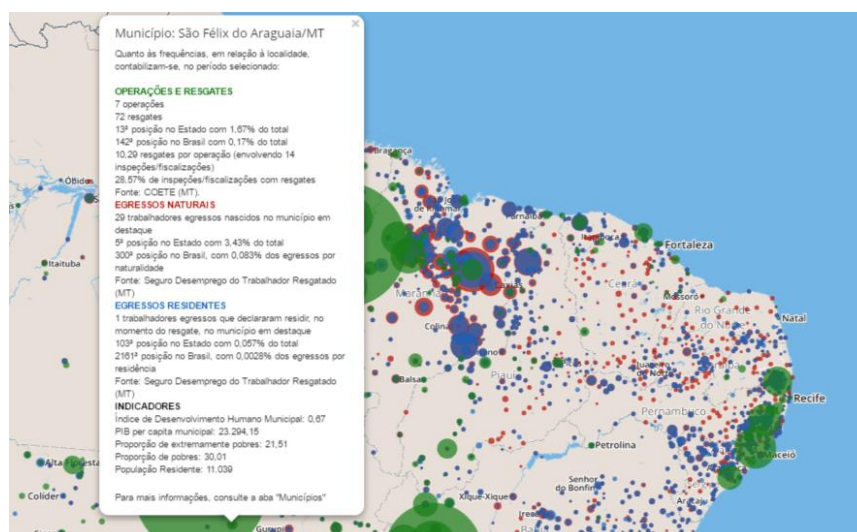 Município: São Félix do Araguaia/MT
×
Quanto às frequências, em relação à localidade,
contabilizam-se, no período selecionado:
OPERAÇÕES E RESGATES
7 operações
72 resgates
13ª posição no Estado com 1,67% do total
142ª posição no Brasil com 0,17% do total
10,29 resgates por operação (envolvendo 14
inspeções/fiscalizações)
28,57% de inspeções/fiscalizações com resgates
Fonte: COETE (MT).
EGRESSOS NATURAIS
29 trabalhadores egressos nascidos no município em
destaque
5ª posição no Estado com 3,43% do total
300ª posição no Brasil, com 0,083% dos egressos por
naturalidade
Fonte: Seguro Desemprego do Trabalhador Resgatado
(MT)
EGRESSOS RESIDENTES
1 trabalhadores egressos que declararam residir, no
momento do resgate, no município em destaque
103ª posição no Estado com 0,057% do total
2161ª posição no Brasil, com 0,0028% dos egressos por
residência
Fonte: Seguro Desemprego do Trabalhador Resgatado
(MT)
INDICADORES
Índice de Desenvolvimento Humano Municipal: 0,67
PIB per capita municipal: 23.294,15
Proporção de extremamente pobres: 21,51
Proporção de pobres: 30,01
População Residente: 11.039
Para mais informações, consulte a aba "Municípios"
Bragança
Óbidos
Parnaíba
Fortaleza
Itaituba
Caxias
Ceará
Mossoró
Maranhão
Rio Grande
do Norte
Natal
Colinas
Piauí
Balsas
Recife
Pernambuco
Petrolina
Maceió
Alta Floresta
Senhor
do Bonfim
Colíder
Xique-Xique
Aracaju
Irecê
Gurupi